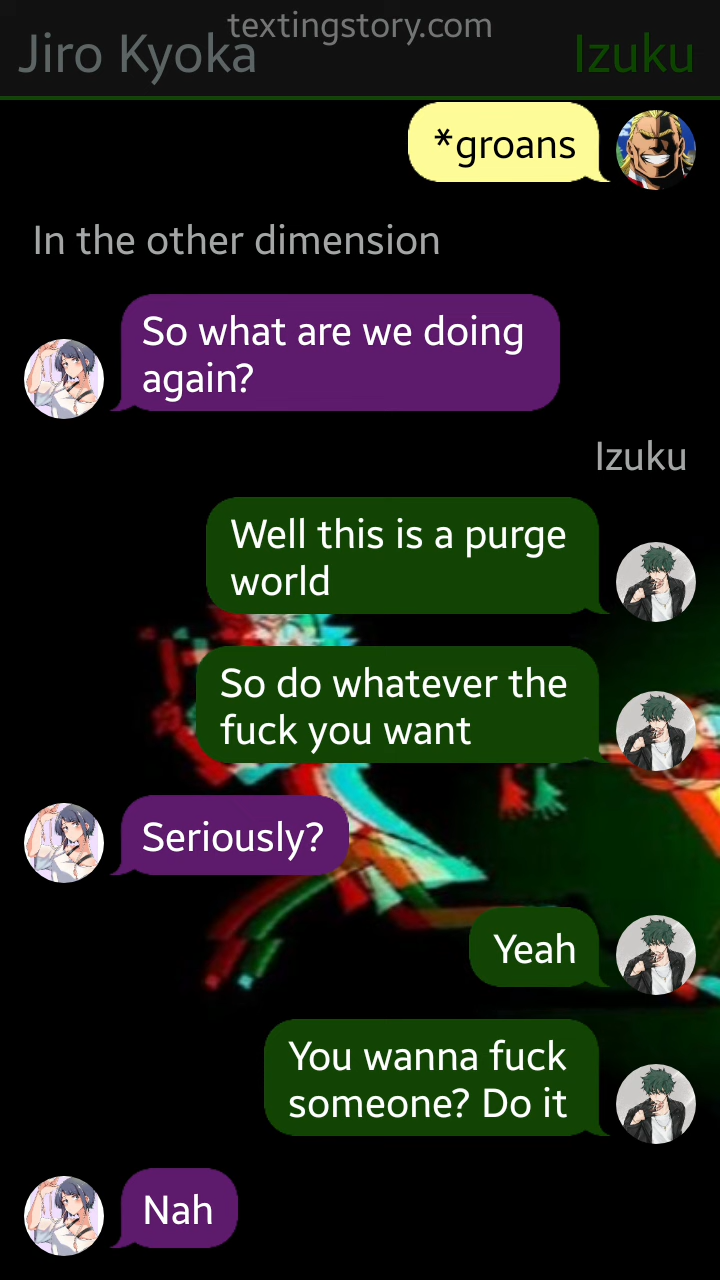 textingstory.com
Jiro Kyoka
Izuku
*groans
In the other dimension
So what are we doing
again?
Izuku
Well this is a purge
world
So do whatever the
fuck you want
Seriously?
Yeah
You wanna fuck
someone? Do it
Nah